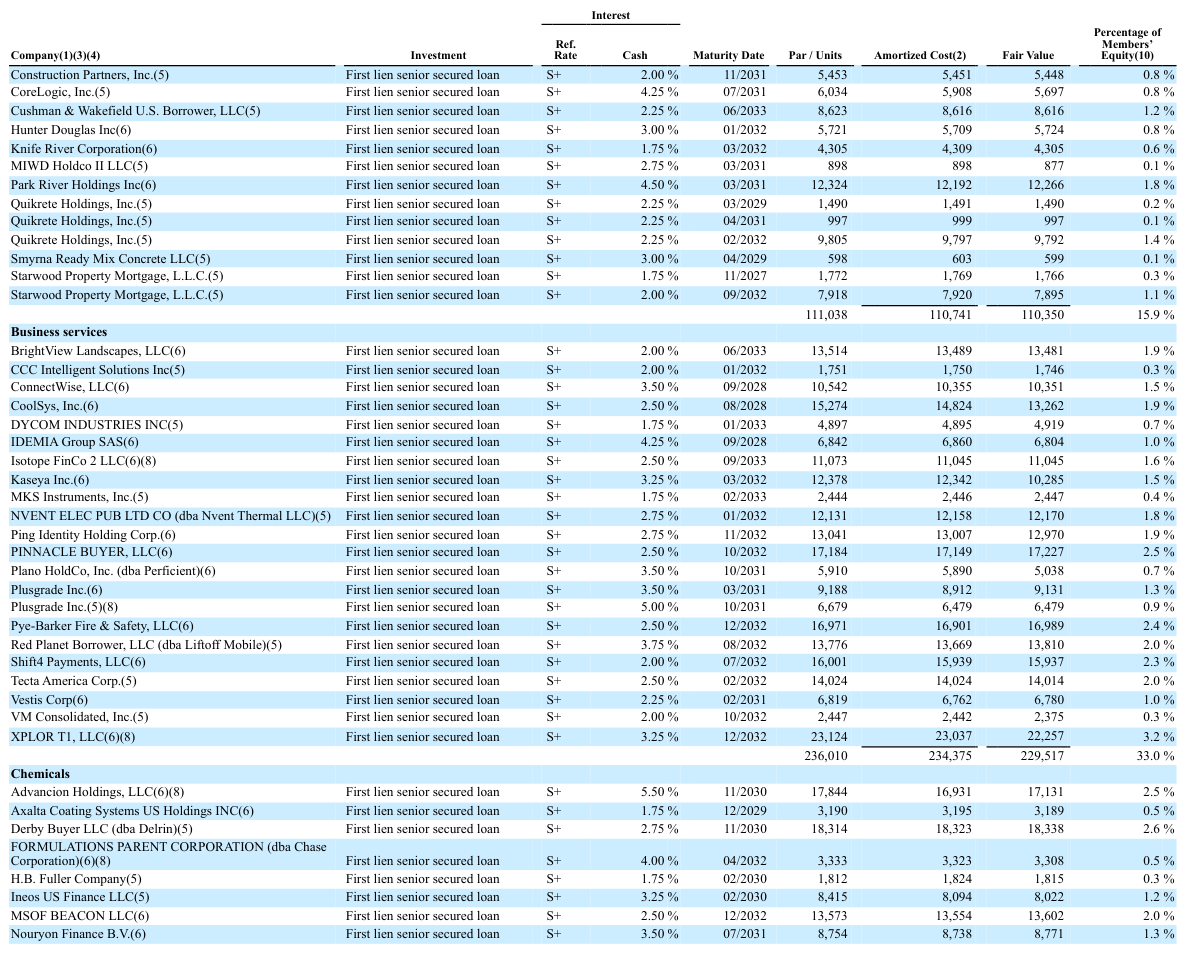 Interest
Company(1)(3)(4) Investment Ref. Rate Cash Maturity Date Par / Units Amortized Cost(2) Fair Value Percentage of Members' Equity(10)
Construction Partners, Inc.(5) First lien senior secured loan S+ 2.00 % 11/2031 5,453 5,451 5,448 0.8 %
CoreLogic, Inc.(5) First lien senior secured loan S+ 4.25 % 07/2031 6,034 5,908 5,697 0.8 %
Cushman & Wakefield U.S. Borrower, LLC(5) First lien senior secured loan S+ 2.25 % 06/2033 8,623 8,616 8,616 1.2 %
Hunter Douglas Inc(6) First lien senior secured loan S+ 3.00 % 01/2032 5,721 5,709 5,724 0.8 %
Knife River Corporation(6) First lien senior secured loan S+ 1.75 % 03/2032 4,305 4,309 4,305 0.6 %
MIWD Holdco II LLC(5) First lien senior secured loan S+ 2.75 % 03/2031 898 898 877 0.1 %
Park River Holdings Inc(6) First lien senior secured loan S+ 4.50 % 03/2031 12,324 12,192 12,266 1.8 %
Quikrete Holdings, Inc.(5) First lien senior secured loan S+ 2.25 % 03/2029 1,490 1,491 1,490 0.2 %
Quikrete Holdings, Inc.(5) First lien senior secured loan S+ 2.25 % 04/2031 997 999 997 0.1 %
Quikrete Holdings, Inc.(5) First lien senior secured loan S+ 2.25 % 02/2032 9,805 9,797 9,792 1.4 %
Smyrna Ready Mix Concrete LLC(5) First lien senior secured loan S+ 3.00 % 04/2029 598 603 599 0.1 %
Starwood Property Mortgage, L.L.C.(5) First lien senior secured loan S+ 1.75 % 11/2027 1,772 1,769 1,766 0.3 %
Starwood Property Mortgage, L.L.C.(5) First lien senior secured loan S+ 2.00 % 09/2032 7,918 7,920 7,895 1.1 %
111,038 110,741 110,350 15.9 %
Business services
BrightView Landscapes, LLC(6) First lien senior secured loan S+ 2.00 % 06/2033 13,514 13,489 13,481 1.9 %
CCC Intelligent Solutions Inc(5) First lien senior secured loan S+ 2.00 % 01/2032 1,751 1,750 1,746 0.3 %
ConnectWise, LLC(6) First lien senior secured loan S+ 3.50 % 09/2028 10,542 10,355 10,351 1.5 %
CoolSys, Inc.(6) First lien senior secured loan S+ 2.50 % 08/2028 15,274 14,824 13,262 1.9 %
DYCOM INDUSTRIES INC(5) First lien senior secured loan S+ 1.75 % 01/2033 4,897 4,895 4,919 0.7 %
IDEMIA Group SAS(6) First lien senior secured loan S+ 4.25 % 09/2028 6,842 6,860 6,804 1.0 %
Isotope FinCo 2 LLC(6)(8) First lien senior secured loan S+ 2.50 % 09/2033 11,073 11,045 11,045 1.6 %
Kaseya Inc.(6) First lien senior secured loan S+ 3.25 % 03/2032 12,378 12,342 10,285 1.5 %
MKS Instruments, Inc.(5) First lien senior secured loan S+ 1.75 % 02/2033 2,444 2,446 2,447 0.4 %
NVENT ELEC PUB LTD CO (dba Nvent Thermal LLC)(5) First lien senior secured loan S+ 2.75 % 01/2032 12,131 12,158 12,170 1.8 %
Ping Identity Holding Corp.(6) First lien senior secured loan S+ 2.75 % 11/2032 13,041 13,007 12,970 1.9 %
PINNACLE BUYER, LLC(6) First lien senior secured loan S+ 2.50 % 10/2032 17,184 17,149 17,227 2.5 %
Plano HoldCo, Inc. (dba Perficient)(6) First lien senior secured loan S+ 3.50 % 10/2031 5,910 5,890 5,038 0.7 %
Plusgrade Inc.(6) First lien senior secured loan S+ 3.50 % 03/2031 9,188 8,912 9,131 1.3 %
Plusgrade Inc.(5)(8) First lien senior secured loan S+ 5.00 % 10/2031 6,679 6,479 6,479 0.9 %
Pye-Barker Fire & Safety, LLC(6) First lien senior secured loan S+ 2.50 % 12/2032 16,971 16,901 16,989 2.4 %
Red Planet Borrower, LLC (dba Liftoff Mobile)(5) First lien senior secured loan S+ 3.75 % 08/2032 13,776 13,669 13,810 2.0 %
Shift4 Payments, LLC(6) First lien senior secured loan S+ 2.00 % 07/2032 16,001 15,939 15,937 2.3 %
Tecta America Corp.(5) First lien senior secured loan S+ 2.50 % 02/2032 14,024 14,024 14,014 2.0 %
Vestis Corp(6) First lien senior secured loan S+ 2.25 % 02/2031 6,819 6,762 6,780 1.0 %
VM Consolidated, Inc.(5) First lien senior secured loan S+ 2.00 % 10/2032 2,447 2,442 2,375 0.3 %
XPLOR T1, LLC(6)(8) First lien senior secured loan S+ 3.25 % 12/2032 23,124 23,037 22,257 3.2 %
236,010 234,375 229,517 33.0 %
Chemicals
Advancion Holdings, LLC(6)(8) First lien senior secured loan S+ 5.50 % 11/2030 17,844 16,931 17,131 2.5 %
Axalta Coating Systems US Holdings INC(6) First lien senior secured loan S+ 1.75 % 12/2029 3,190 3,195 3,189 0.5 %
Derby Buyer LLC (dba Delrin)(5) First lien senior secured loan S+ 2.75 % 11/2030 18,314 18,323 18,338 2.6 %
FORMULATIONS PARENT CORPORATION (dba Chase
Corporation)(6)(8) First lien senior secured loan S+ 4.00 % 04/2032 3,333 3,323 3,308 0.5 %
H.B. Fuller Company(5) First lien senior secured loan S+ 1.75 % 02/2030 1,812 1,824 1,815 0.3 %
Ineos US Finance LLC(5) First lien senior secured loan S+ 3.25 % 02/2030 8,415 8,094 8,022 1.2 %
MSOF BEACON LLC(6) First lien senior secured loan S+ 2.50 % 12/2032 13,573 13,554 13,602 2.0 %
Nouryon Finance B.V.(6) First lien senior secured loan S+ 3.50 % 07/2031 8,754 8,738 8,771 1.3 %